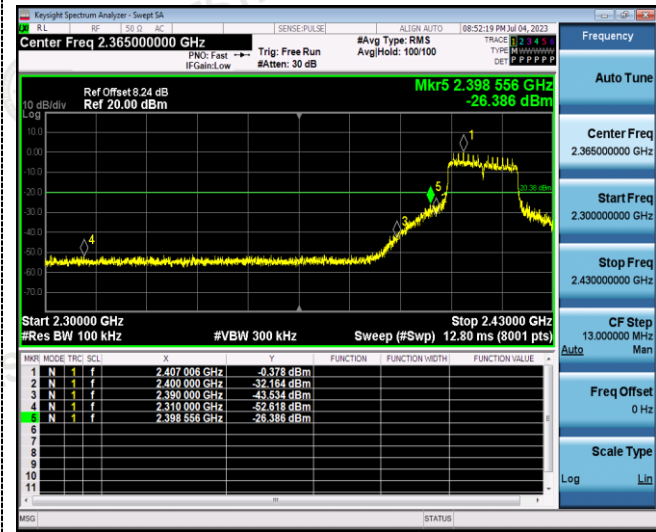 Keysight Spectrum Analyzer - Swept SA
RL RF 50 Ω AC SENSE:PULSE ALIGN AUTO 08:52:19 PM Jul 04, 2023
Center Freq 2.365000000 GHz
PNO: Fast
IFGain:Low
Trig: Free Run
#Atten: 30 dB
#Avg Type: RMS
Avg|Hold: 100/100
TRACE 1 2 3 4 5 6
TYPE M WWWWW
DET P P P P P P
Ref Offset 8.24 dB
Ref 20.00 dBm
10 dB/div
Log
Mkr5 2.398 556 GHz
-26.386 dBm
10.0
0.00
-10.0
-20.0
-30.0
-40.0
-50.0
-60.0
-70.0
1
5
3
4
Start 2.30000 GHz
#Res BW 100 kHz
#VBW 300 kHz
Stop 2.43000 GHz
Sweep (#Swp) 12.80 ms (8001 pts)
MKR MODE TRC SCL X Y FUNCTION FUNCTION WIDTH FUNCTION VALUE
1 N 1 f 2.407 006 GHz -0.378 dBm
2 N 1 f 2.400 000 GHz -32.164 dBm
3 N 1 f 2.390 000 GHz -43.534 dBm
4 N 1 f 2.310 000 GHz -52.618 dBm
5 N 1 f 2.398 556 GHz -26.386 dBm
6
7
8
9
10
11
MSG
STATUS
Frequency
Auto Tune
Center Freq
2.365000000 GHz
Start Freq
2.300000000 GHz
Stop Freq
2.430000000 GHz
CF Step
13.000000 MHz
Auto Man
Freq Offset
0 Hz
Scale Type
Log Lin